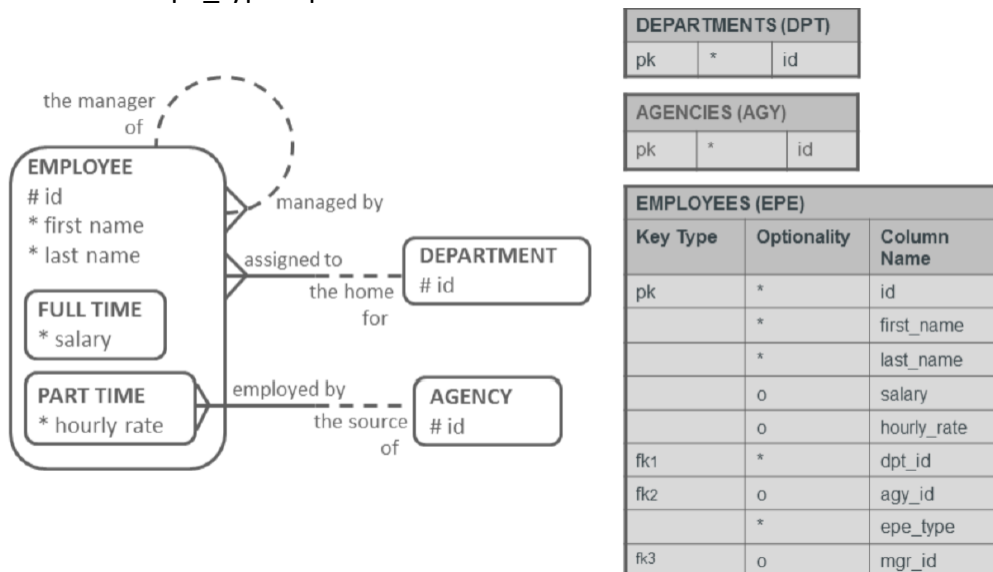 the manager
of
EMPLOYEE
# id
* first name
* last name
managed by
assigned to
the home
for
DEPARTMENT
# id
FULL TIME
* salary
PART TIME
* hourly rate
employed by
the source
of
AGENCY
# id
DEPARTMENTS (DPT)
pk * id
AGENCIES (AGY)
pk * id
EMPLOYEES (EPE)
Key Type Optionality Column
Name
pk * id
* first_name
* last_name
o salary
o hourly_rate
fk1 * dpt_id
fk2 o agy_id
* epe_type
fk3 o mgr_id